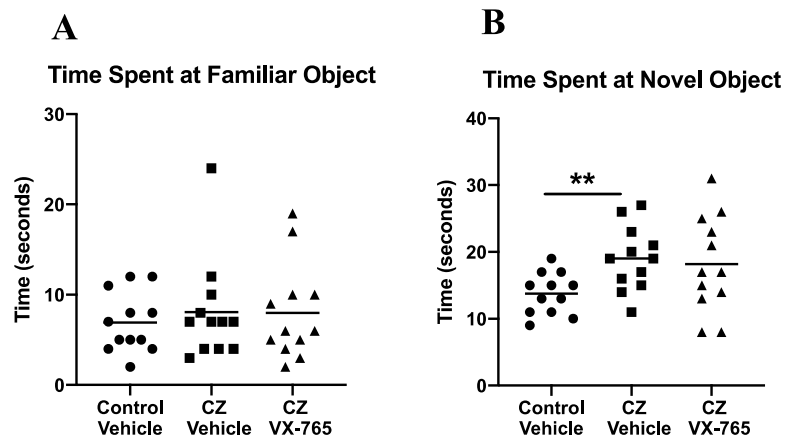 A
Time Spent at Familiar Object
Time (seconds)
30
20
10
0
Control
Vehicle
CZ
Vehicle
CZ
VX-765
B
Time Spent at Novel Object
Time (seconds)
40
30
20
10
0
**
Control
Vehicle
CZ
Vehicle
CZ
VX-765